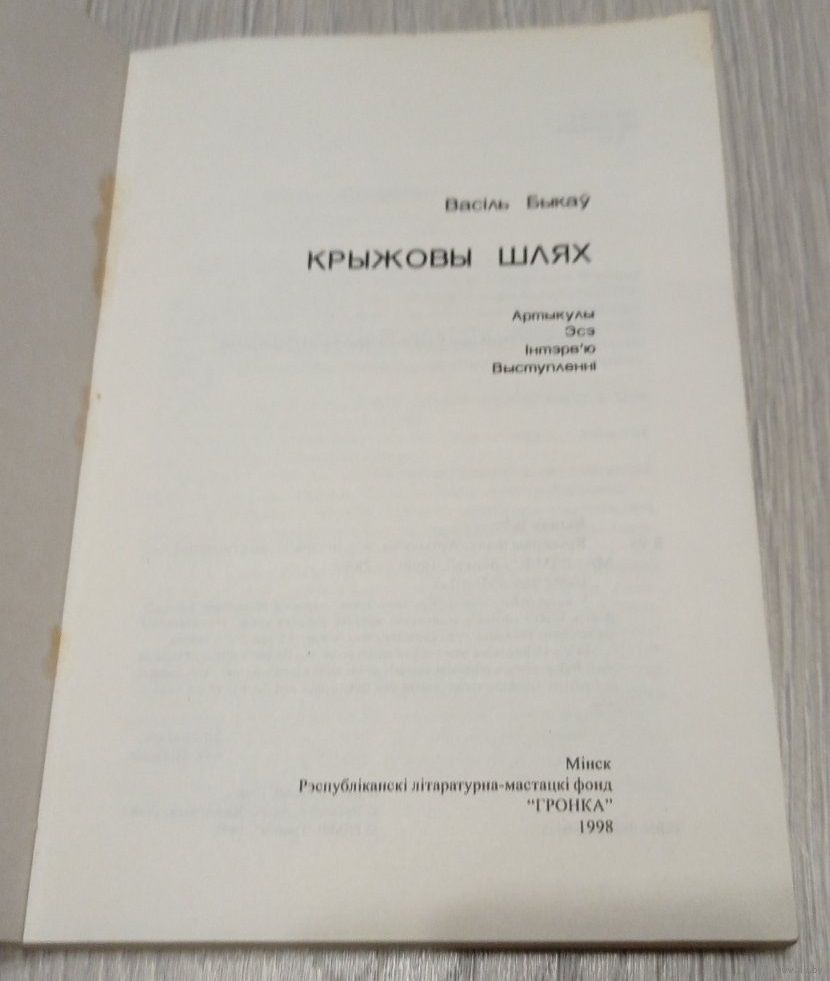 Васіль Быкаў
КРЫЖОВЫ ШЛЯХ
Артыкулы
Эсэ
Інтэрв'ю
Выступленні
Мінск
Рэспубліканскі літаратурна-мастацкі фонд
“ГРОНКА”
1998